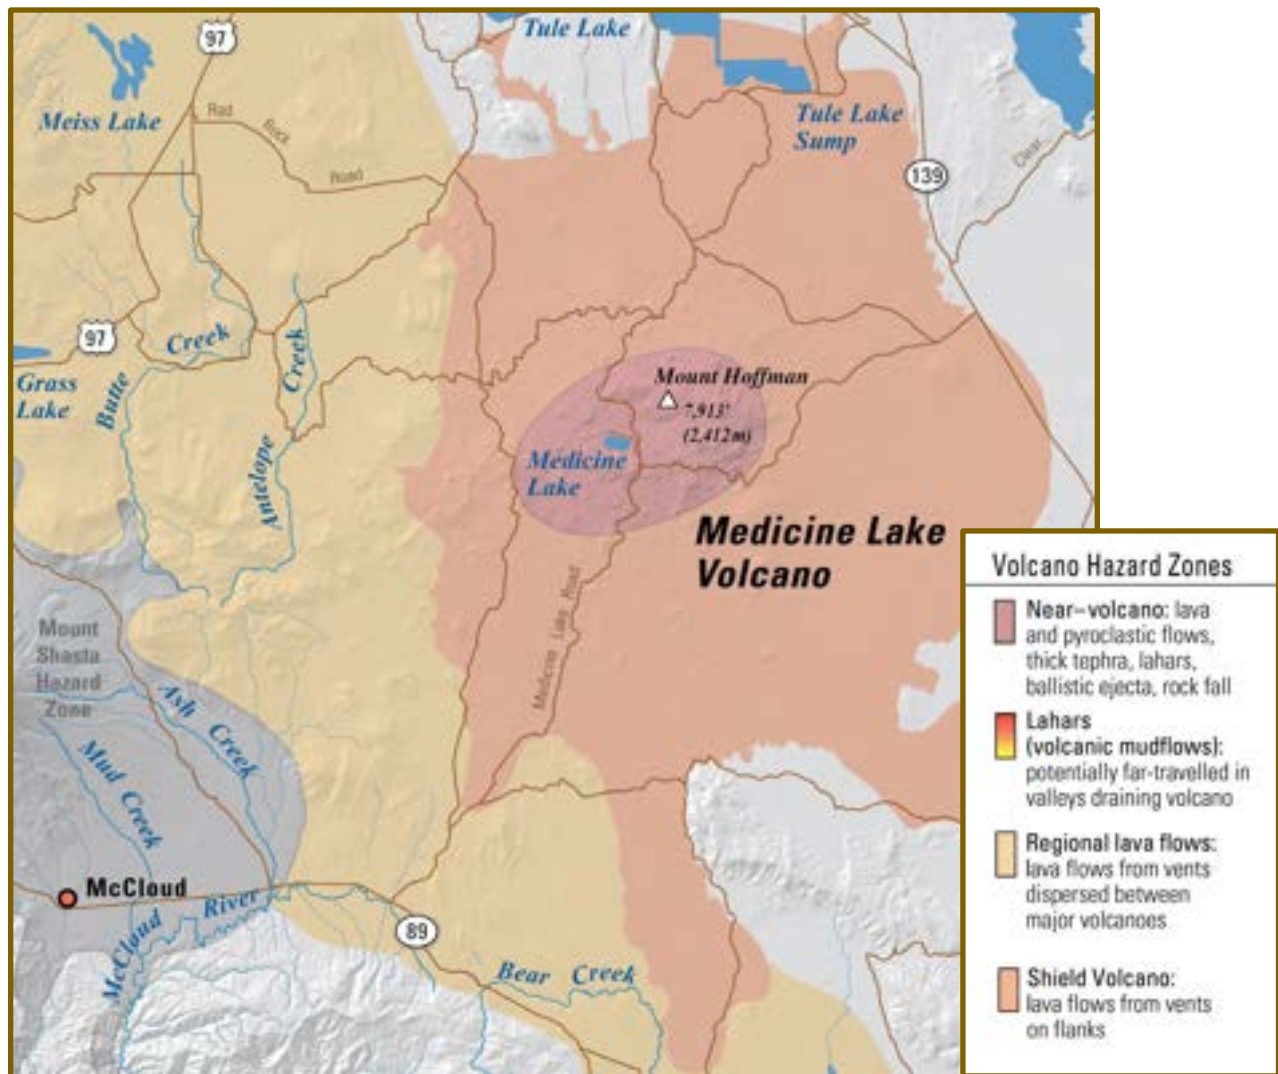 97
Meiss Lake
Rad
Rock
Road
Tule Lake
Tule Lake
Sump
139
Clear
97
Grass
Lake
Butte
Creek
Antelope
Creek
Mount Hoffman
7,913'
(2,412m)
Medicine
Lake
Medicine Lake
Volcano
Medicine Lake Road
Mount
Shasta
Hazard
Zone
Ash Creek
Mud Creek
McCloud
McCloud River
89
Bear Creek
Volcano Hazard Zones
Near–volcano: lava
and pyroclastic flows,
thick tephra, lahars,
ballistic ejecta, rock fall
Lahars
(volcanic mudflows):
potentially far-travelled in
valleys draining volcano
Regional lava flows:
lava flows from vents
dispersed between
major volcanoes
Shield Volcano:
lava flows from vents
on flanks